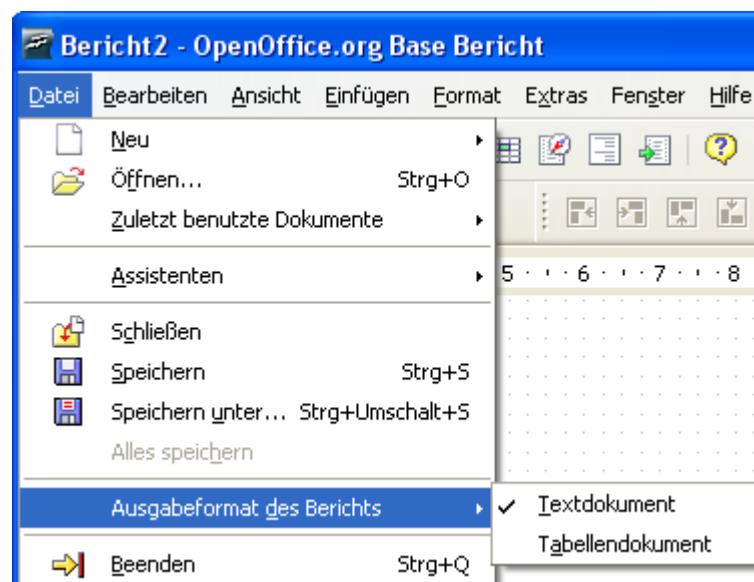 Bericht2 - OpenOffice.org Base Bericht
Datei Bearbeiten Ansicht Einfügen Format Extras Fenster Hilfe
Neu
Öffnen... Strg+O
Zuletzt benutzte Dokumente
Assistenten
5 6 7 8
Schließen
Speichern Strg+S
Speichern unter... Strg+Umschalt+S
Alles speichern
Ausgabeformat des Berichts
Textdokument
Tabellendokument
Beenden Strg+Q